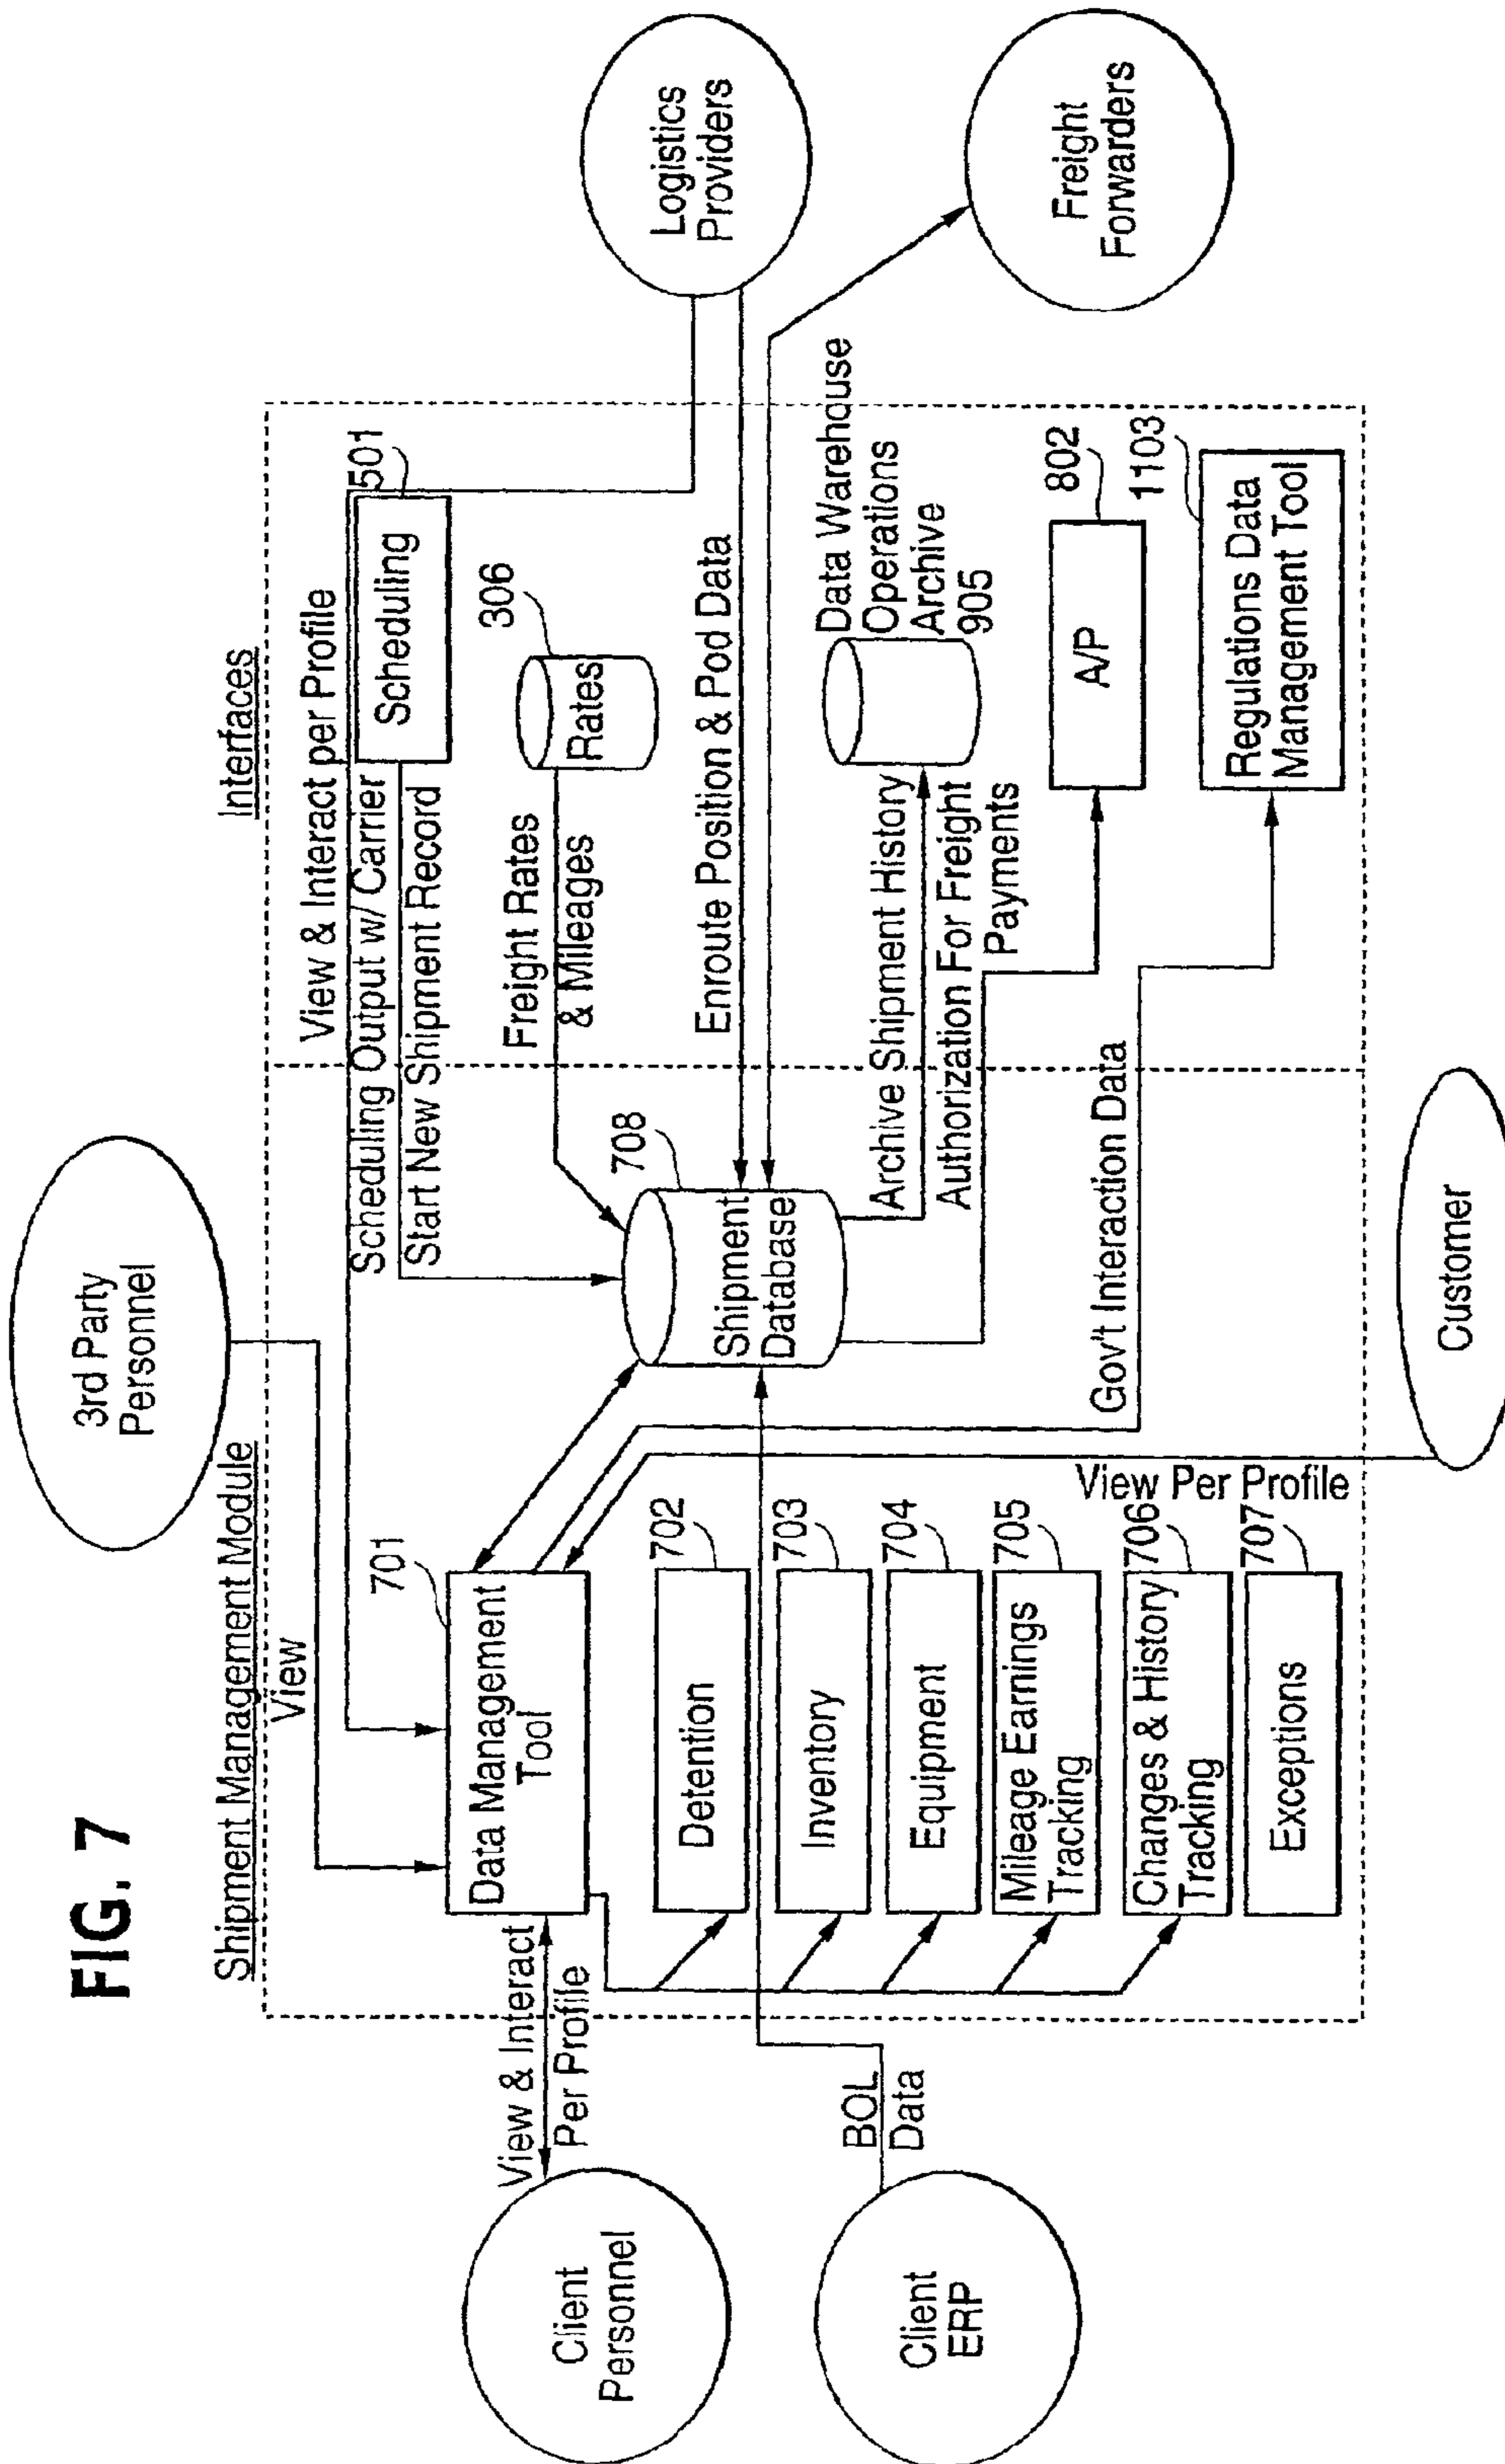 FIG. 7
3rd Party
Personnel
Shipment Management Module
Interfaces
View
View & Interact per Profile
701
Data Management
Tool
Scheduling Output w/ Carrier
Start New Shipment Record
501
Scheduling
View & Interact
Per Profile
Client
Personnel
306
Rates
Freight Rates
& Mileages
Logistics
Providers
708
Shipment
Database
Enroute Position & Pod Data
702
Detention
703
Inventory
704
Equipment
705
Mileage Earnings
Tracking
706
Changes & History
Tracking
707
Exceptions
BOL
Data
Client
ERP
Data Warehouse
Operations
Archive
905
Archive Shipment History
Authorization For Freight
Payments
802
A/P
1103
Regulations Data
Management Tool
Gov't Interaction Data
View Per Profile
Freight
Forwarders
Customer